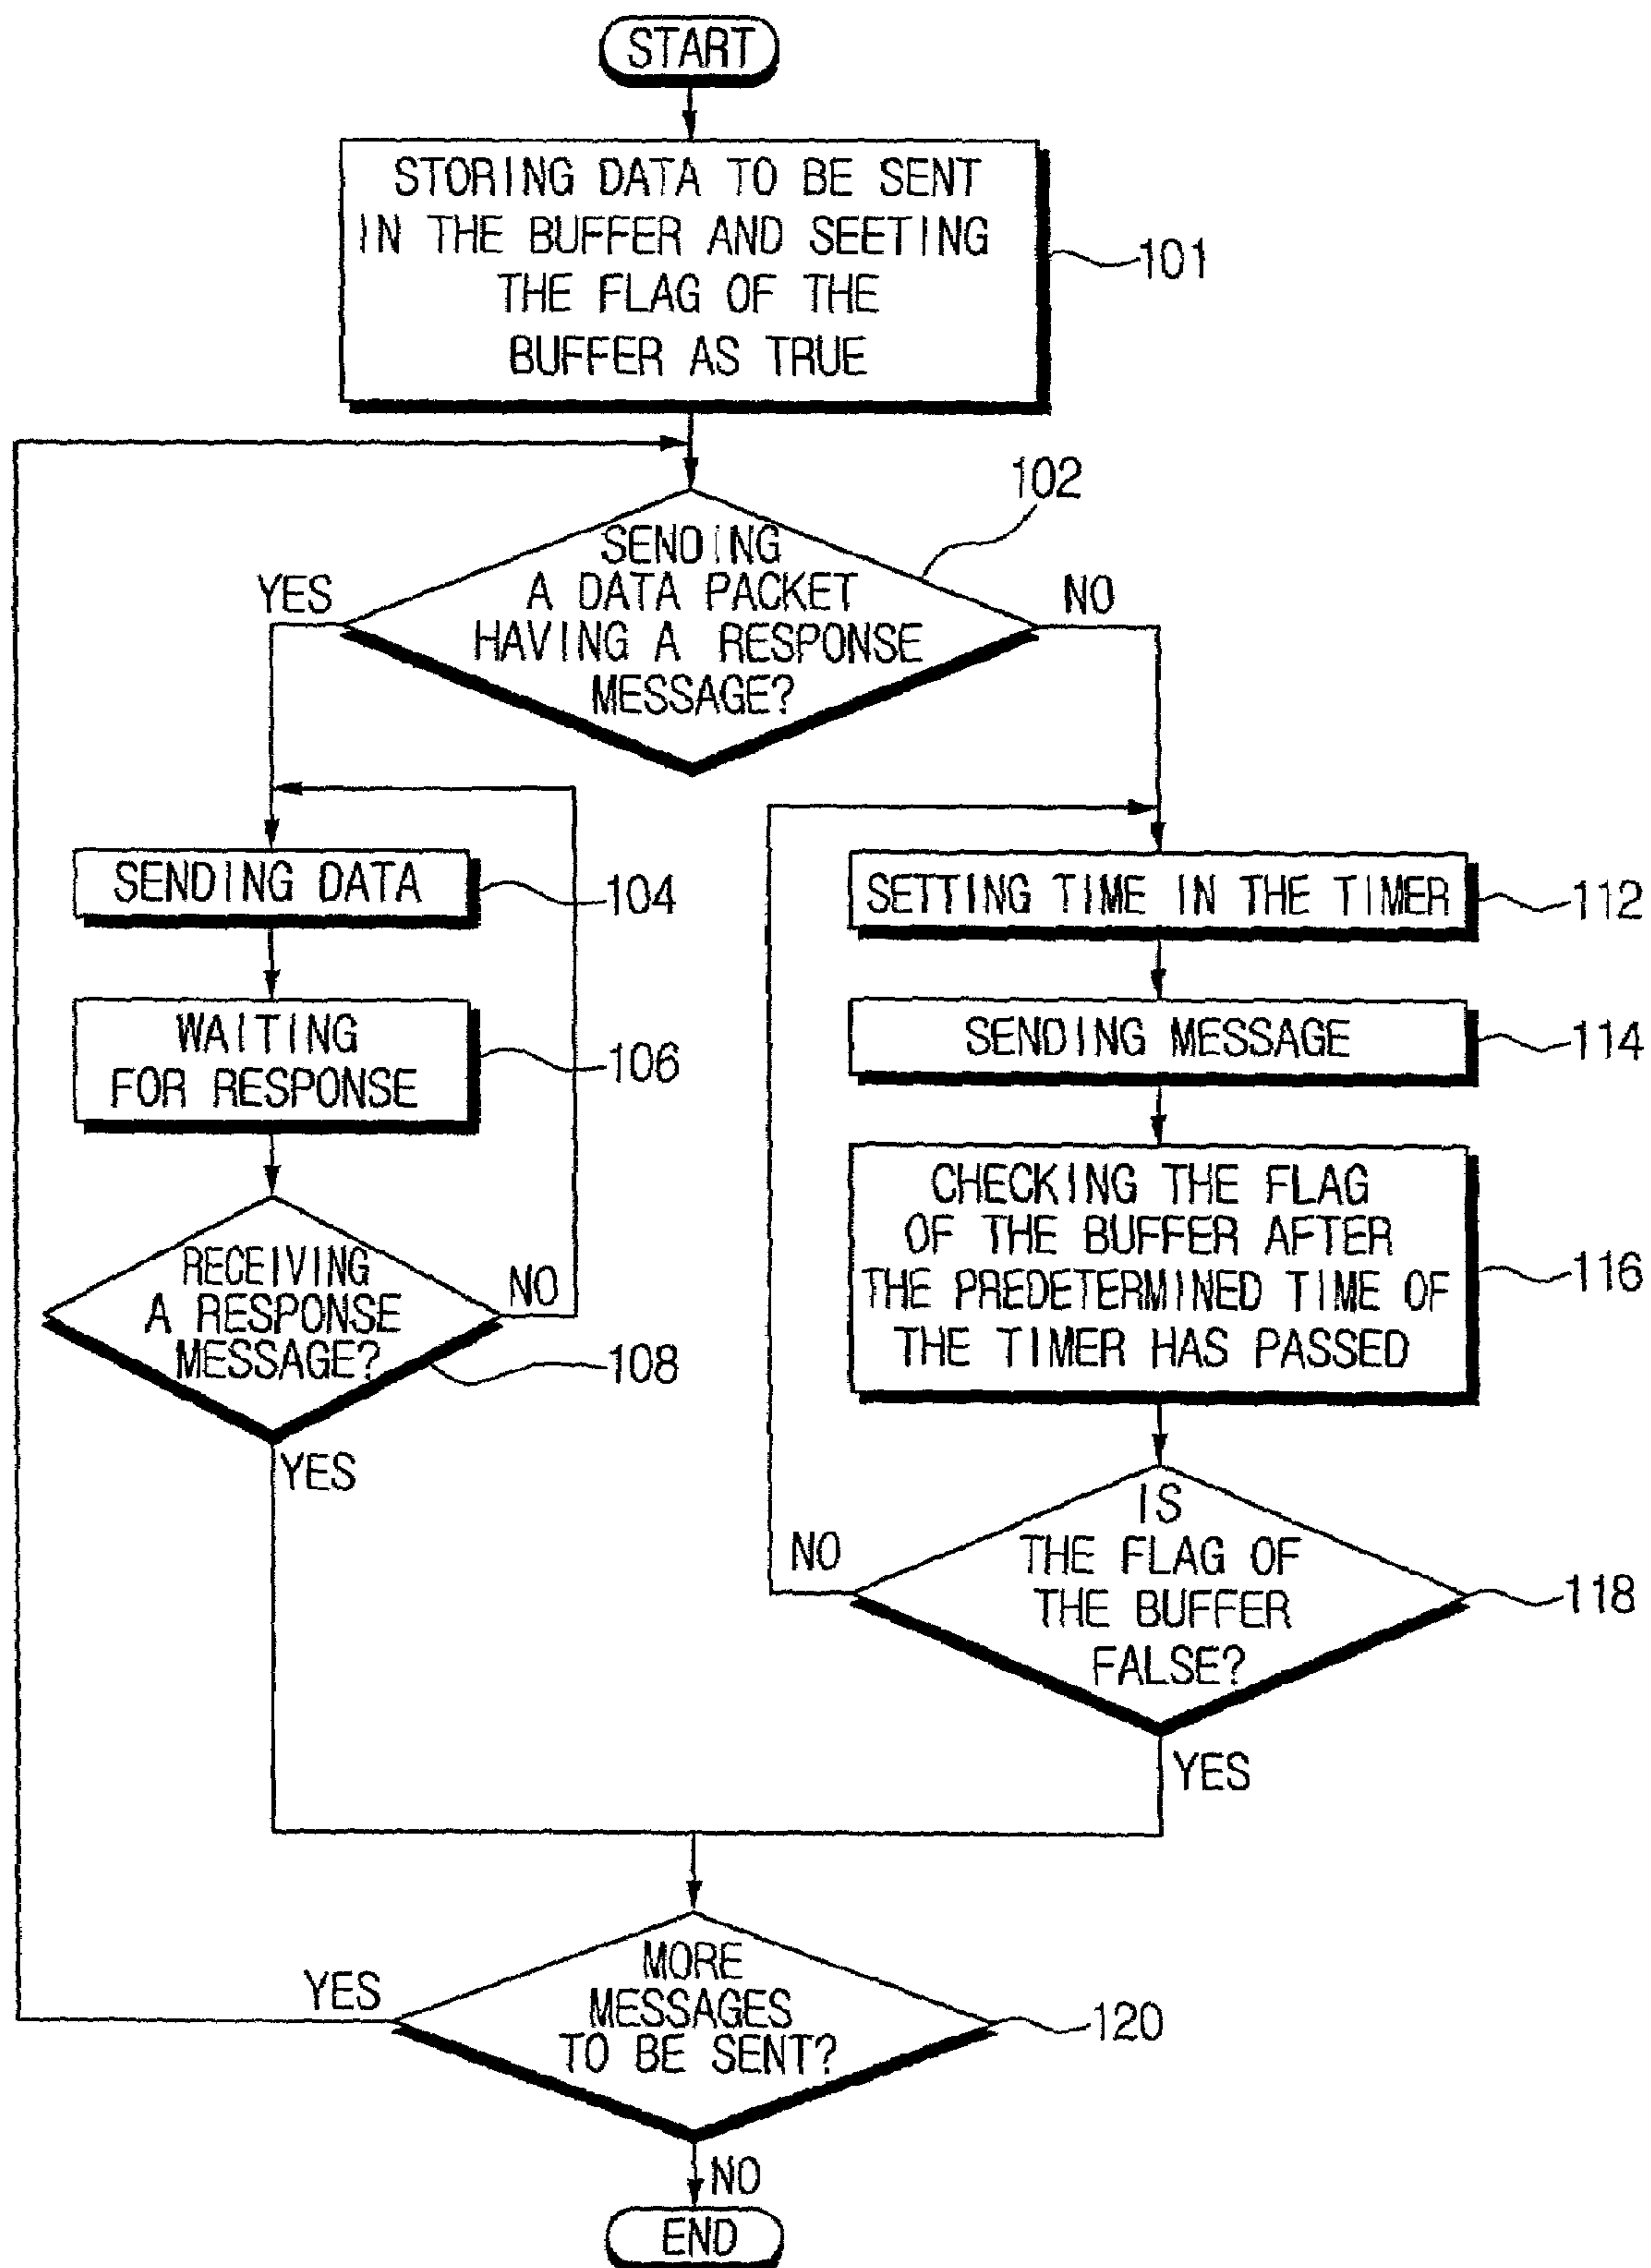 START
STORING DATA TO BE SENT
IN THE BUFFER AND SEETING
THE FLAG OF THE
BUFFER AS TRUE
101
102
SENDING
A DATA PACKET
HAVING A RESPONSE
MESSAGE?
YES
NO
SENDING DATA
104
WAITING
FOR RESPONSE
106
RECEIVING
A RESPONSE
MESSAGE?
NO
108
YES
SETTING TIME IN THE TIMER
112
SENDING MESSAGE
114
CHECKING THE FLAG
OF THE BUFFER AFTER
THE PREDETERMINED TIME OF
THE TIMER HAS PASSED
116
IS
THE FLAG OF
THE BUFFER
FALSE?
NO
118
YES
MORE
MESSAGES
TO BE SENT?
YES
120
NO
END